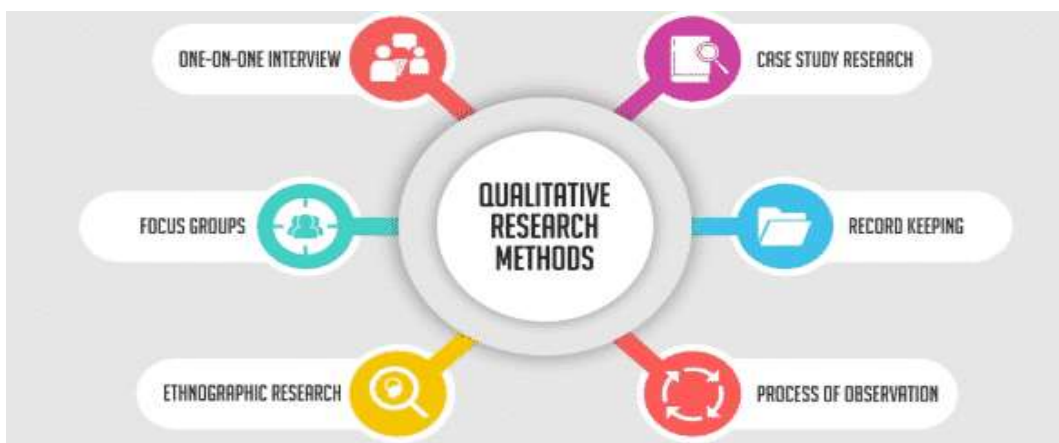 ONE-ON-ONE INTERVIEW
CASE STUDY RESEARCH
QUALITATIVE
RESEARCH
METHODS
FOCUS GROUPS
RECORD KEEPING
ETHNOGRAPHIC RESEARCH
PROCESS OF OBSERVATION